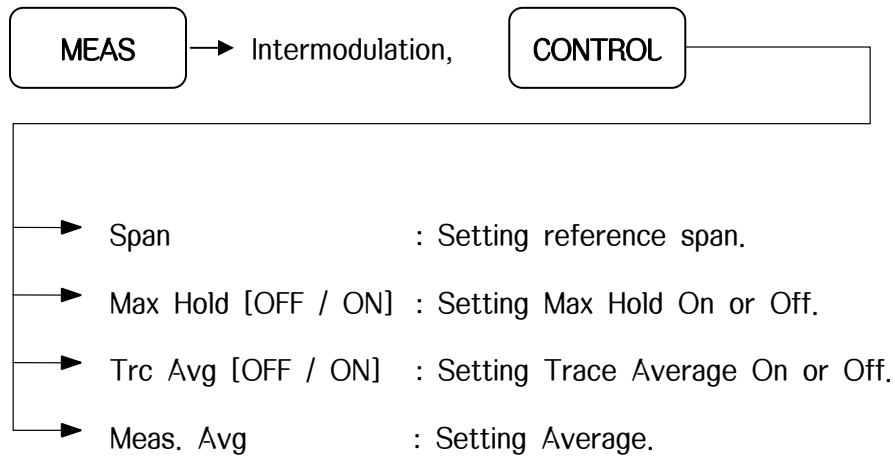 MEAS Intermodulation, CONTROL
Span : Setting reference span.
Max Hold [OFF / ON] : Setting Max Hold On or Off.
Trc Avg [OFF / ON] : Setting Trace Average On or Off.
Meas. Avg : Setting Average.